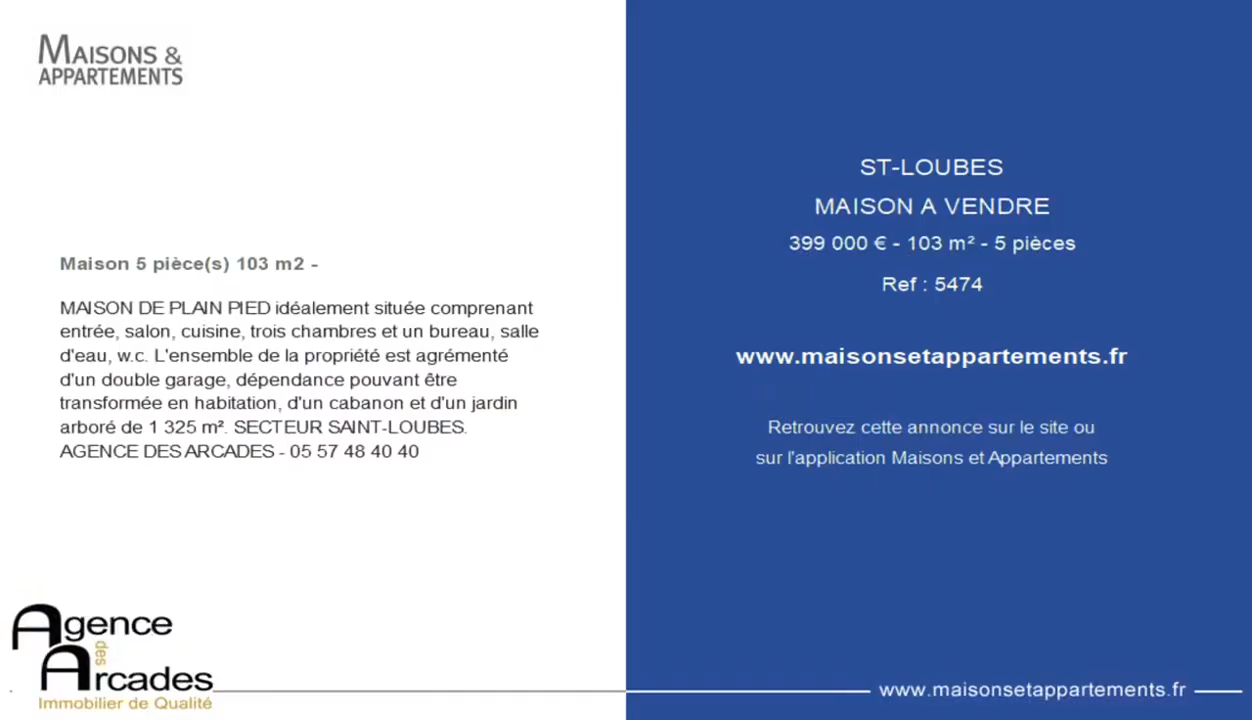 MAISONS &
APPARTEMENTS
Maison 5 pièce(s) 103 m2 -
MAISON DE PLAIN PIED idéalement située comprenant
entrée, salon, cuisine, trois chambres et un bureau, salle
d'eau, w.c. L'ensemble de la propriété est agrémenté
d'un double garage, dépendance pouvant être
transformée en habitation, d'un cabanon et d'un jardin
arboré de 1 325 m². SECTEUR SAINT-LOUBES.
AGENCE DES ARCADES - 05 57 48 40 40
Agence
des
Arcades
Immobilier de Qualité
ST-LOUBES
MAISON A VENDRE
399 000 € - 103 m² - 5 pièces
Ref : 5474
www.maisonsetappartements.fr
Retrouvez cette annonce sur le site ou
sur l'application Maisons et Appartements
www.maisonsetappartements.fr